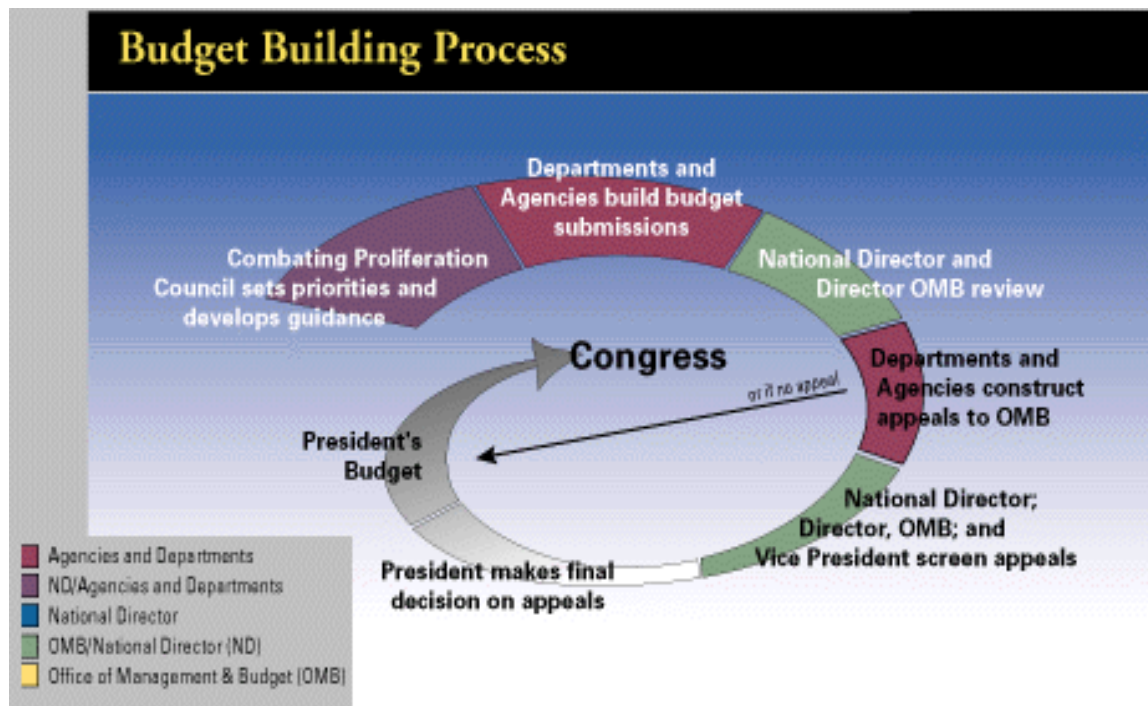 Budget Building Process
Departments and
Agencies build budget
submissions
Combating Proliferation
Council sets priorities and
develops guidance
National Director and
Director OMB review
Congress
Departments and
Agencies construct
appeals to OMB
or if no appeal
President's
Budget
National Director;
Director, OMB; and
Vice President screen appeals
President makes final
decision on appeals
Agencies and Departments
ND/Agencies and Departments
National Director
OMB/National Director (ND)
Office of Management & Budget (OMB)